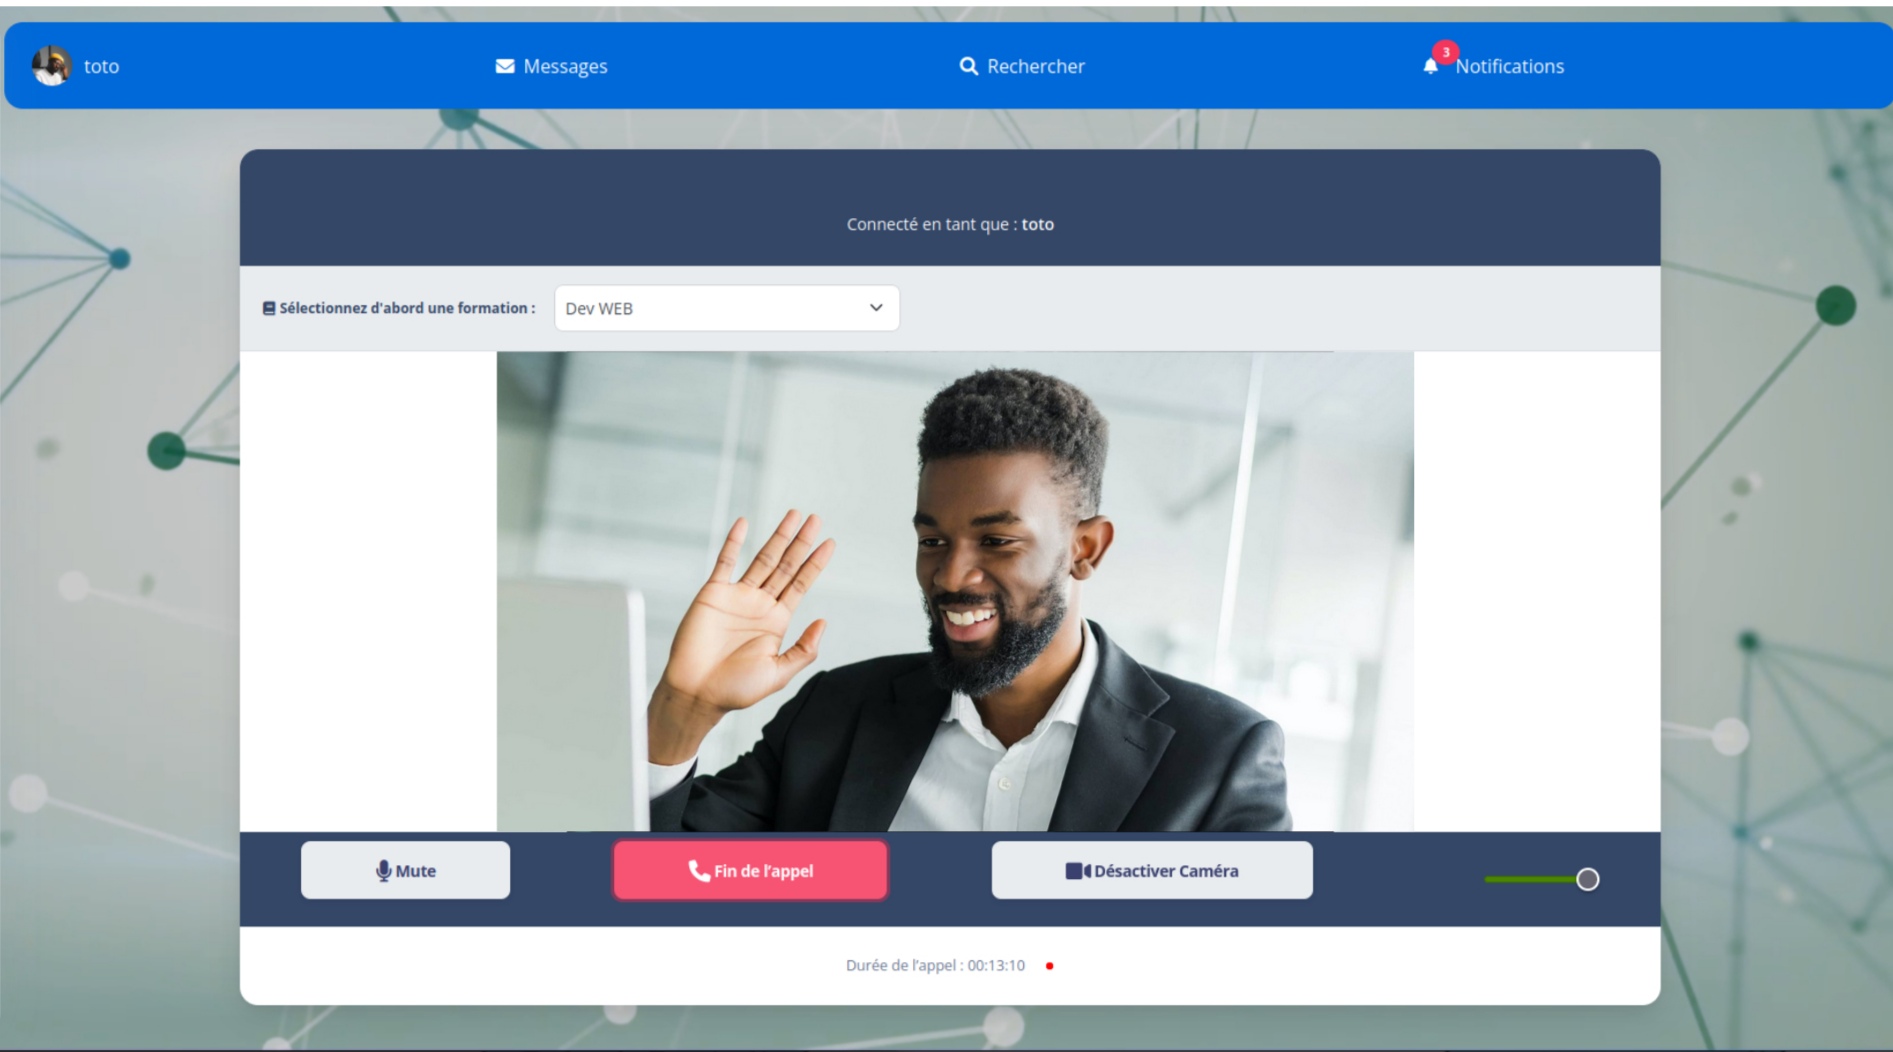 toto
Messages
Rechercher
3
Notifications
Connecté en tant que : toto
Sélectionnez d'abord une formation :
Dev WEB
Mute
Fin de l'appel
Désactiver Caméra
Durée de l'appel : 00:13:10